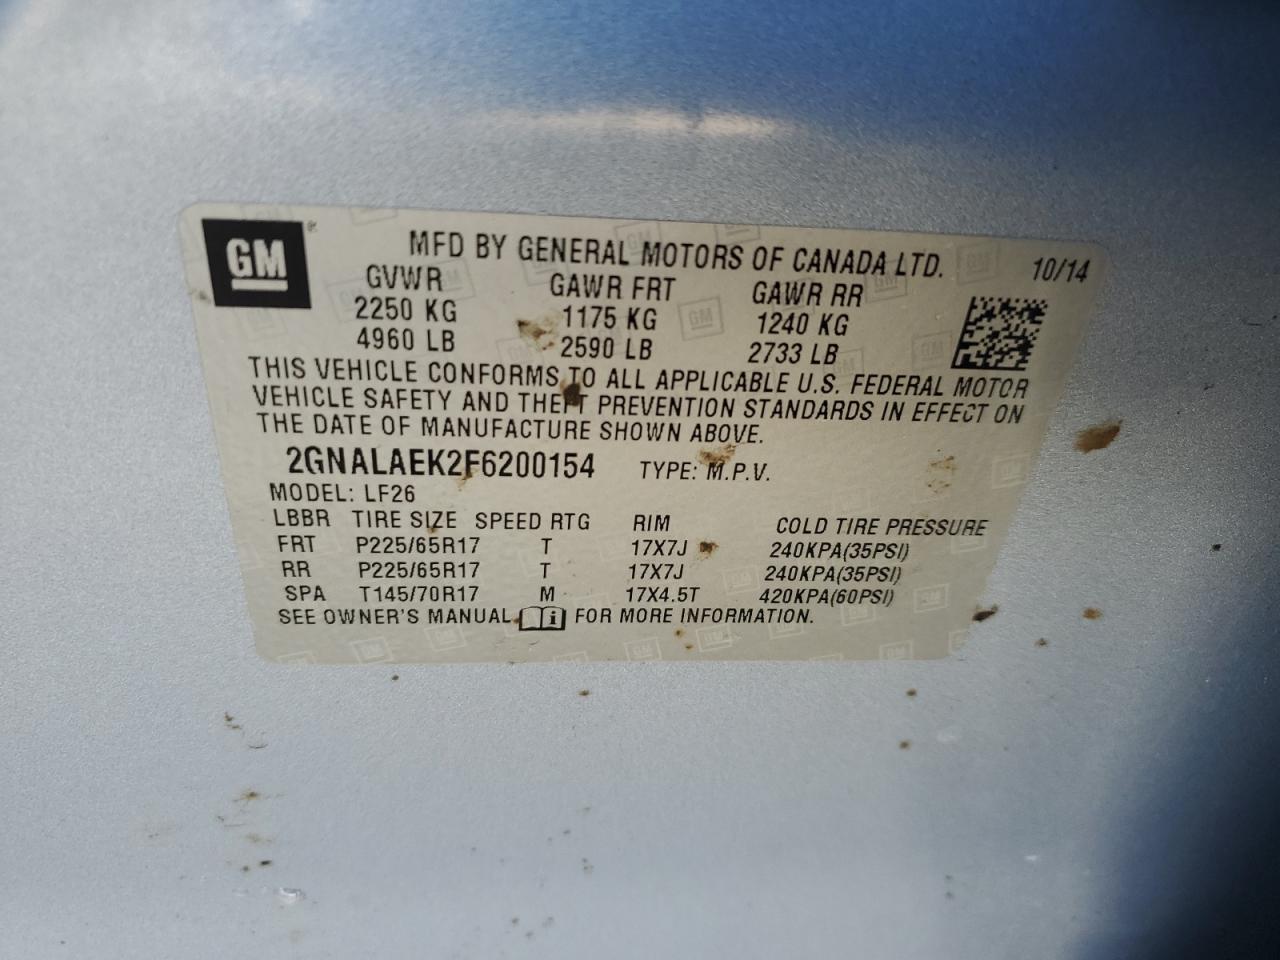 GM
MFD BY GENERAL MOTORS OF CANADA LTD. 10/14
GVWR GAWR FRT GAWR RR
2250 KG 1175 KG 1240 KG
4960 LB 2590 LB 2733 LB
THIS VEHICLE CONFORMS TO ALL APPLICABLE U.S. FEDERAL MOTOR
VEHICLE SAFETY AND THEFT PREVENTION STANDARDS IN EFFECT ON
THE DATE OF MANUFACTURE SHOWN ABOVE.
2GNALAEK2F6200154 TYPE: M.P.V.
MODEL: LF26
LBBR TIRE SIZE SPEED RTG RIM COLD TIRE PRESSURE
FRT P225/65R17 T 17X7J 240KPA(35PSI)
RR P225/65R17 T 17X7J 240KPA(35PSI)
SPA T145/70R17 M 17X4.5T 420KPA(60PSI)
SEE OWNER'S MANUAL i FOR MORE INFORMATION.